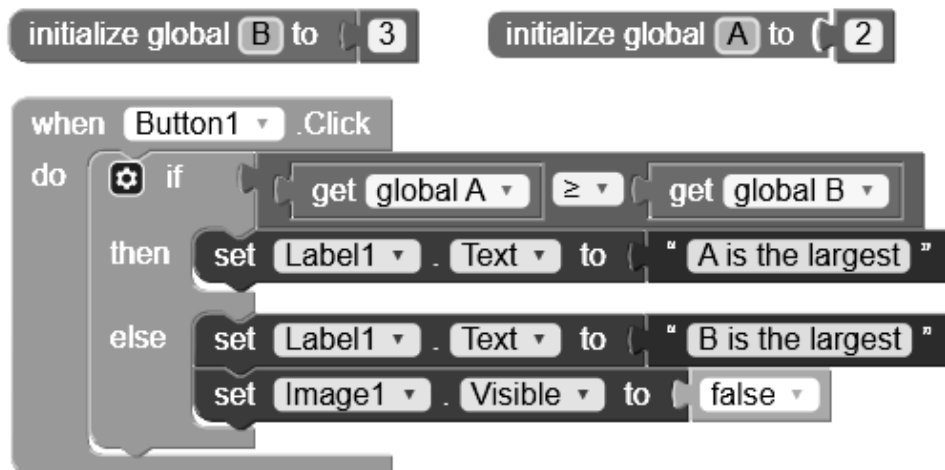 initialize global B to 3
initialize global A to 2
when Button1 .Click
do if get global A ≥ get global B
then set Label1 . Text to “ A is the largest ”
else set Label1 . Text to “ B is the largest ”
set Image1 . Visible to false